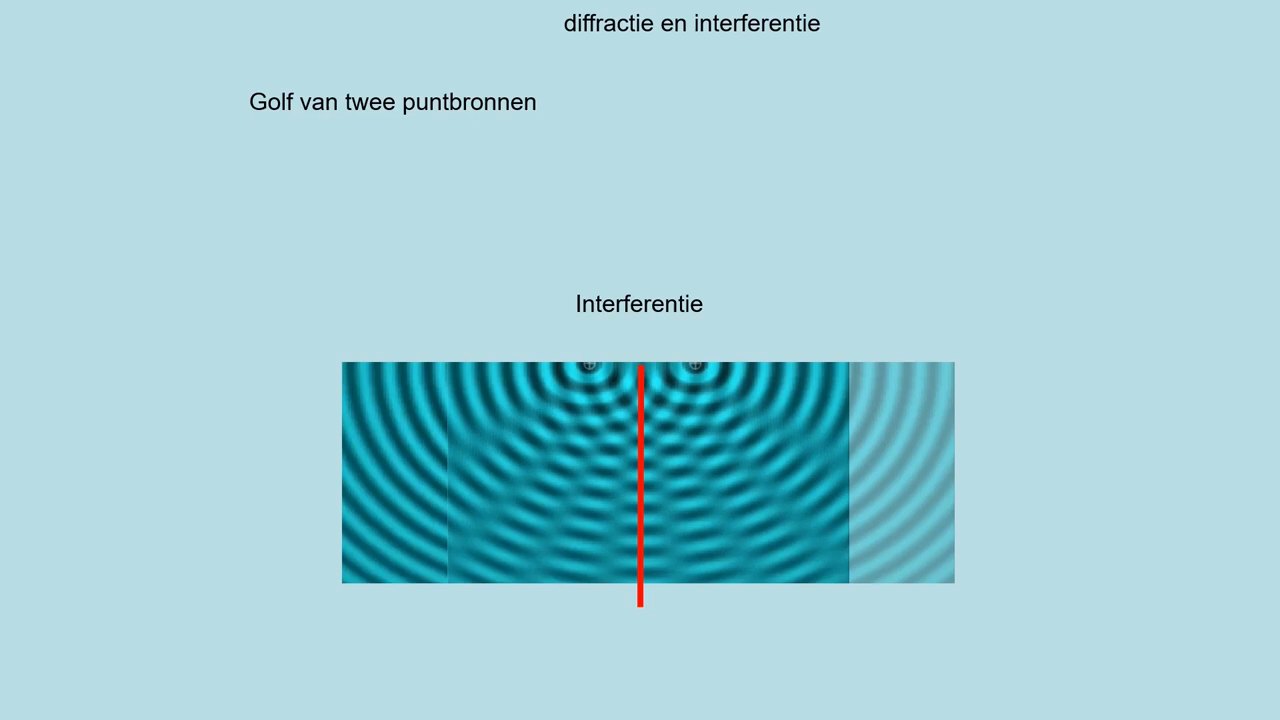 diffractie en interferentie
Golf van twee puntbronnen
Interferentie